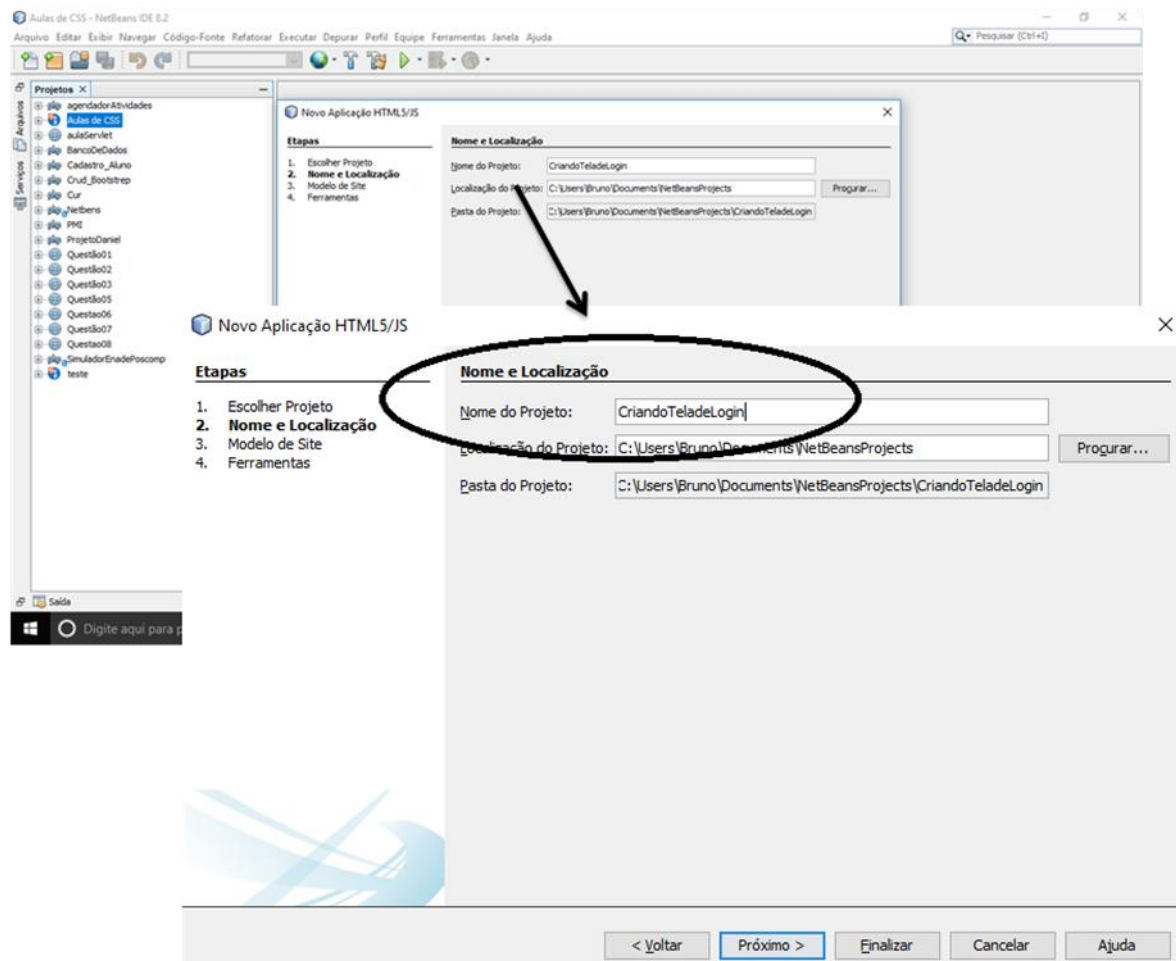 Aulas de CSS - NetBeans IDE 8.2
Arquivo Editar Exibir Navegar Código-Fonte Refatorar Executar Depurar Perfil Equipe Ferramentas Janela Ajuda
Pesquisar (Ctrl+I)
Projetos
Arquivos
Serviços
agendadorAtividades
Aulas de CSS
aulaServlet
BancoDeDados
Cadastro_Aluno
Crud_Bootstrep
Cur
Netbens
PMI
ProjetoDaniel
Questão01
Questão02
Questão03
Questão05
Questao06
Questão07
Questao08
SimuladorEnadePoscomp
teste
Saída
Digite aqui para p
Novo Aplicação HTML5/JS
Etapas
1. Escolher Projeto
2. Nome e Localização
3. Modelo de Site
4. Ferramentas
Nome e Localização
Nome do Projeto: CriandoTeladeLogin
Localização do Projeto: C:\Users\Bruno\Documents\NetBeansProjects Procurar...
Pasta do Projeto: C:\Users\Bruno\Documents\NetBeansProjects\CriandoTeladeLogin
Novo Aplicação HTML5/JS
Etapas
1. Escolher Projeto
2. Nome e Localização
3. Modelo de Site
4. Ferramentas
Nome e Localização
Nome do Projeto: CriandoTeladeLogin
Localização do Projeto: C:\Users\Bruno\Documents\NetBeansProjects Procurar...
Pasta do Projeto: C:\Users\Bruno\Documents\NetBeansProjects\CriandoTeladeLogin
< Voltar Próximo > Finalizar Cancelar Ajuda